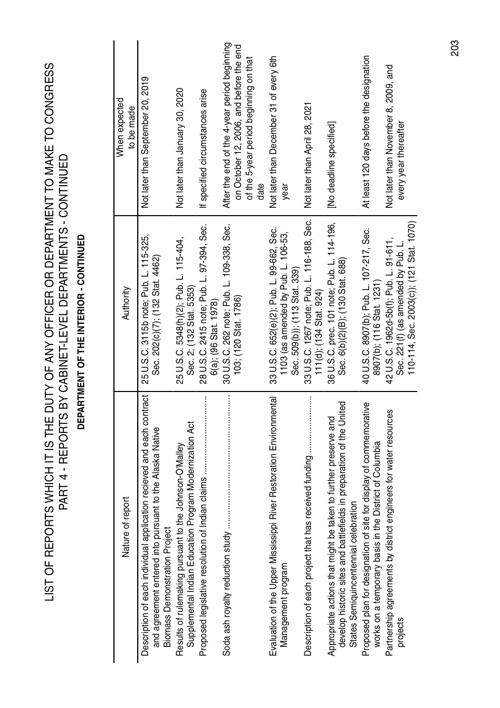 LIST OF REPORTS WHICH IT IS THE DUTY OF ANY OFFICER OR DEPARTMENT TO MAKE TO CONGRESS
PART 4 - REPORTS BY CABINET-LEVEL DEPARTMENTS - CONTINUED
DEPARTMENT OF THE INTERIOR - CONTINUED
Nature of report
Authority
When expected
to be made
Description of each individual application recieved and each contract
and agreement entered into pursuant to the Alaska Native
Biomass Demonstration Project
25 U.S.C. 3115b note; Pub. L. 115-325,
Sec. 202(c)(7); (132 Stat. 4462)
Not later than September 20, 2019
Results of rulemaking pursuant to the Johnson-O'Malley
Supplemental Indian Education Program Modernization Act
25 U.S.C. 5348(h)(2); Pub. L. 115-404,
Sec. 2; (132 Stat. 5353)
Not later than January 30, 2020
Proposed legislative resolution of Indian claims
28 U.S.C. 2415 note; Pub. L. 97-394, Sec.
6(a); (96 Stat. 1978)
If specified circumstances arise
Soda ash royalty reduction study
30 U.S.C. 262 note; Pub. L. 109-338, Sec.
103; (120 Stat. 1786)
After the end of the 4-year period beginning
on October 12, 2006, and before the end
of the 5-year period beginning on that
date
Evaluation of the Upper Mississippi River Restoration Environmental
Management program
33 U.S.C. 652(e)(2); Pub. L. 99-662, Sec.
1103 (as amended by Pub. L. 106-53,
Sec. 509(b)); (113 Stat. 339)
Not later than December 31 of every 6th
year
Description of each project that has received funding
33 U.S.C. 1267 note; Pub. L. 116-188, Sec.
111(d); (134 Stat. 924)
Not later than April 28, 2021
Appropriate actions that might be taken to further preserve and
develop historic sites and battlefields in preparation of the United
States Semiquincentennial celebration
36 U.S.C. prec. 101 note; Pub. L. 114-196,
Sec. 6(b)(2)(B); (130 Stat. 688)
[No deadline specified]
Proposed plan for designation of site for display of commemorative
works on a temporary basis in the District of Columbia
40 U.S.C. 8907(b); Pub. L. 107-217, Sec.
8907(b; (116 Stat. 1231)
At least 120 days before the designation
Partnership agreements by district engineers for water resources
projects
42 U.S.C. 1962d-5b(f); Pub. L. 91-611,
Sec. 221(f) (as amended by Pub. L.
110-114, Sec. 2003(c)); (121 Stat. 1070)
Not later than November 8, 2009, and
every year thereafter
203